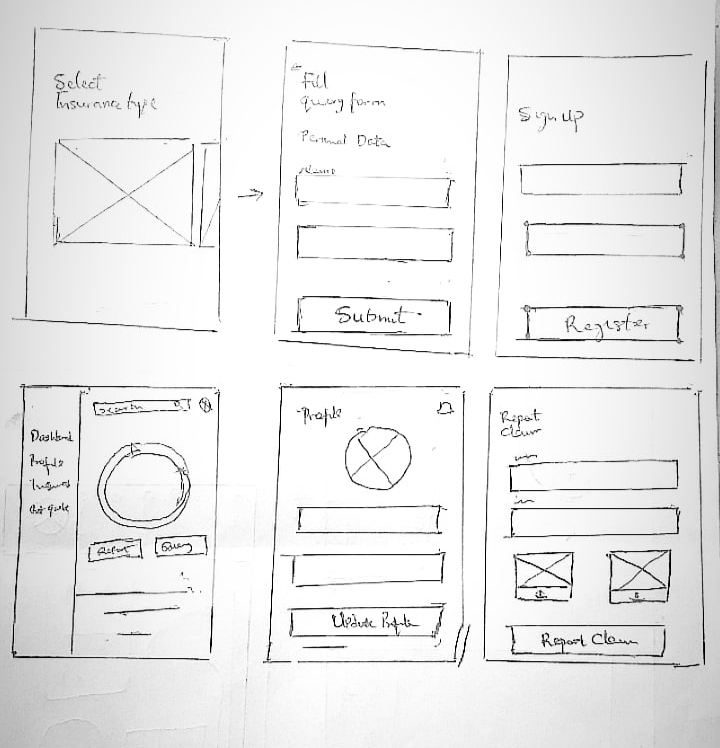 Select
Insurance type
Fill
query form
Personal Data
Name
Submit
Sign up
Register
Search
Dashboard
Profile
Get quote
Report
Query
Profile
Update Profile
Report
Claim
Report Claim